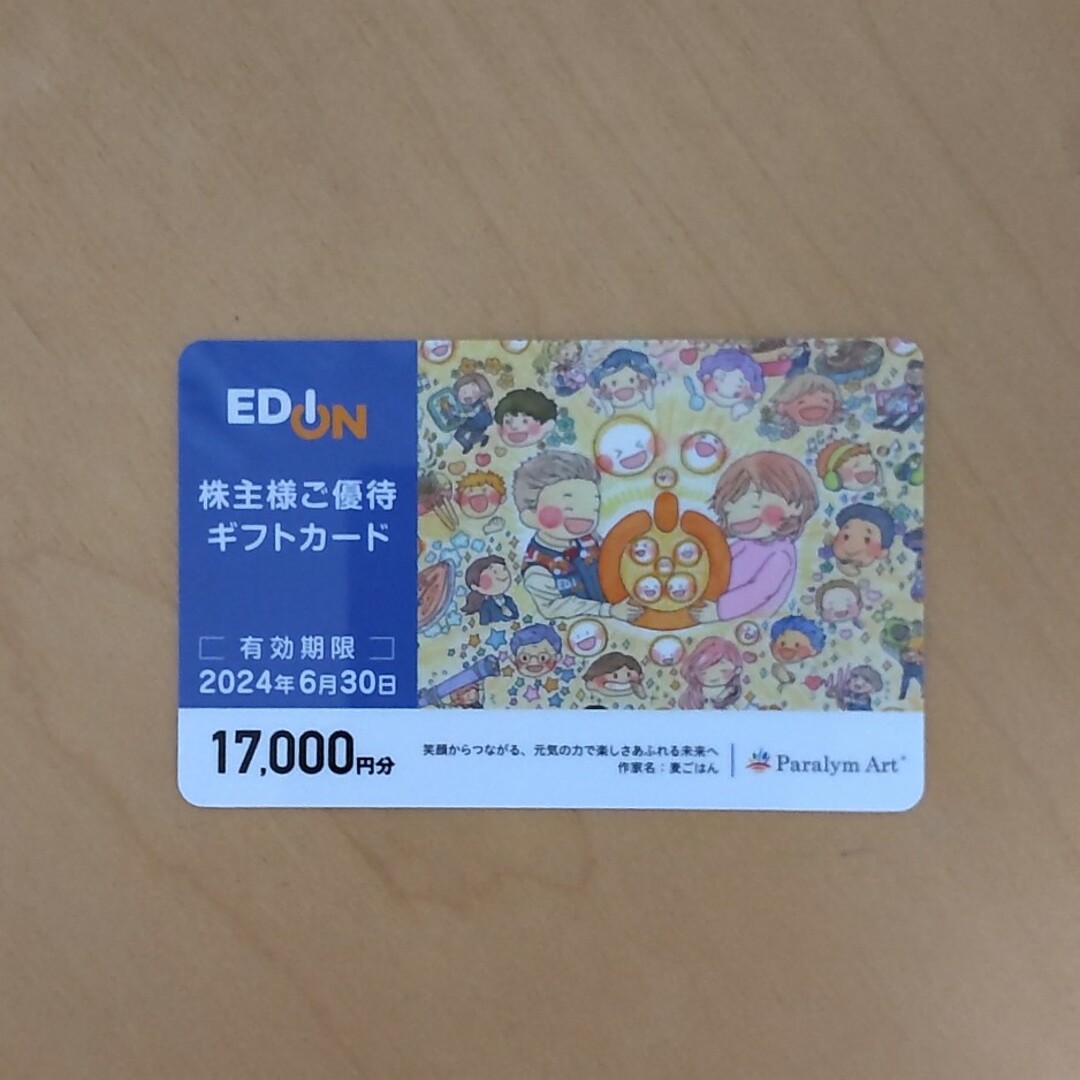 EDION
株主様ご優待
ギフトカード
有効期限
2024年6月30日
17,000円分
笑顔からつながる、元気の力で楽しさあふれる未来へ
作家名：麦ごはん
Paralym Art
EDI